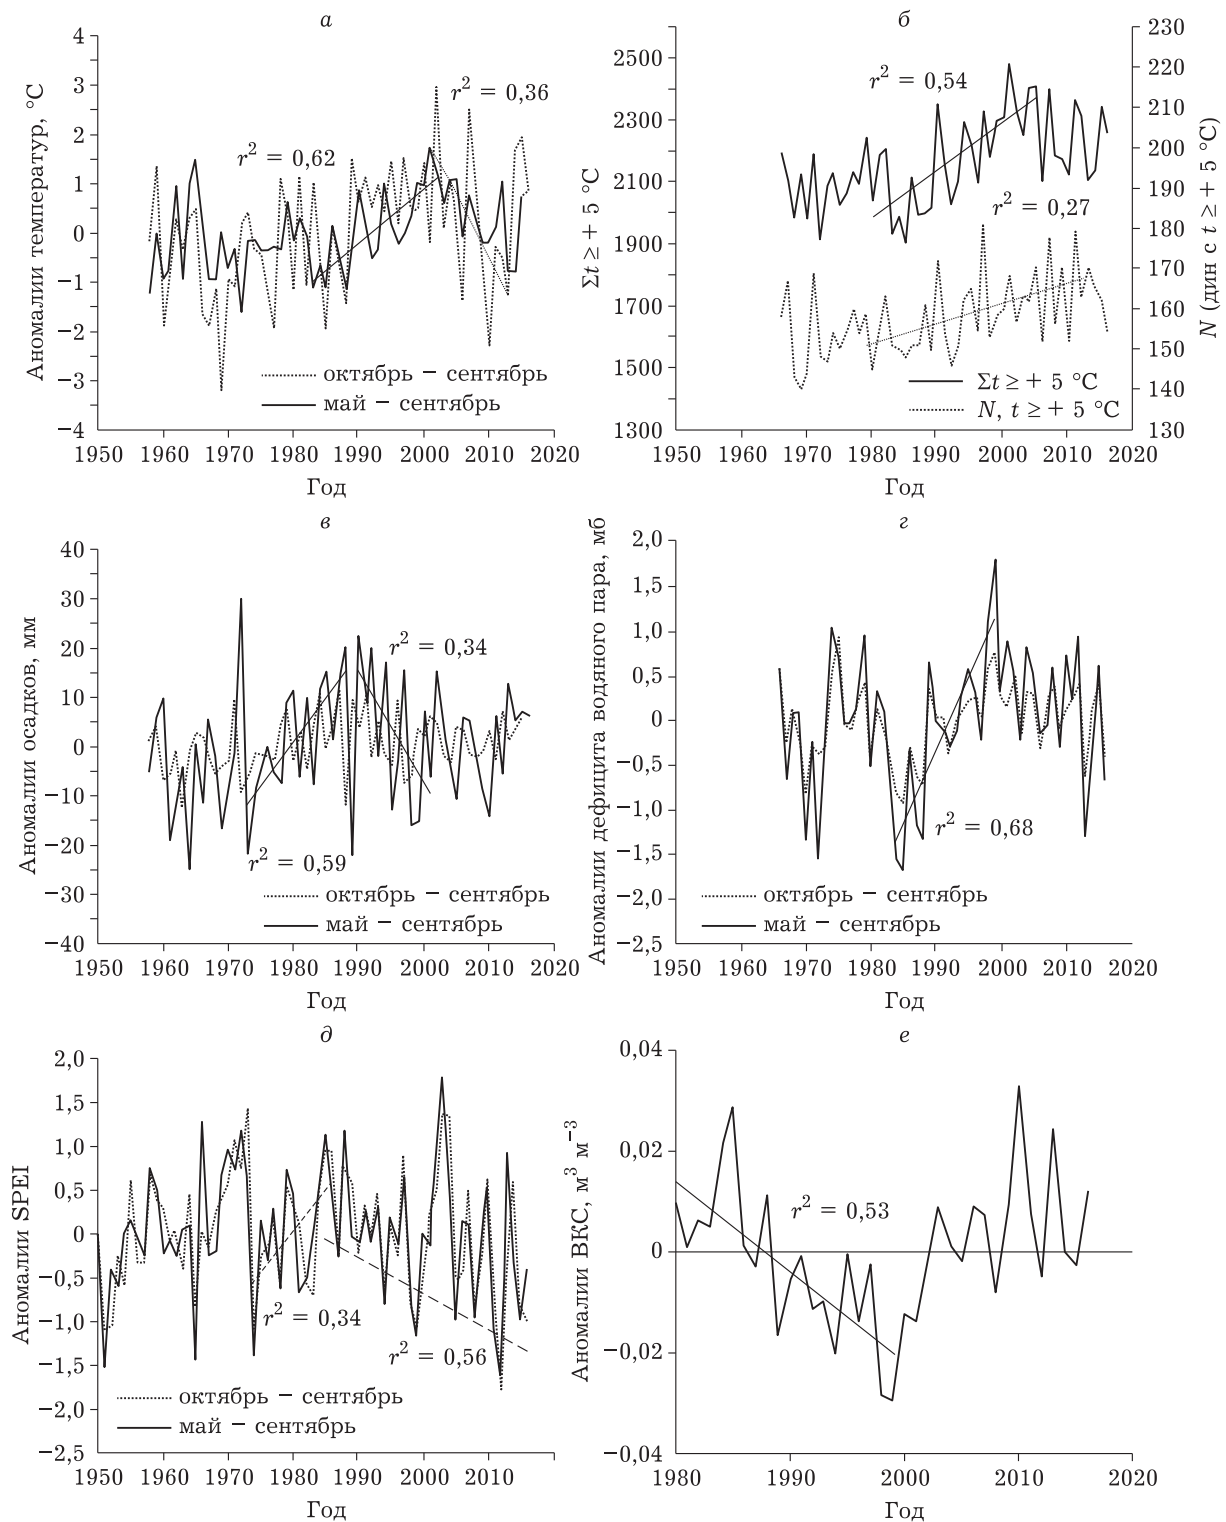 а
Аномалии температур, °С
4
3
2
1
0
−1
−2
−3
−4
r² = 0,36
r² = 0,62
октябрь − сентябрь
май − сентябрь
1950 1960 1970 1980 1990 2000 2010 2020
Год
б
Σt ≥ + 5 °С
2500
2300
2100
1900
1700
1500
1300
230
220
210
200
190
180
170
160
150
140
130
N (дин с t ≥ + 5 °С)
r² = 0,54
r² = 0,27
Σt ≥ + 5 °С
N, t ≥ + 5 °С
1950 1960 1970 1980 1990 2000 2010 2020
Год
в
Аномалии осадков, мм
40
30
20
10
0
−10
−20
−30
−40
r² = 0,34
r² = 0,59
октябрь − сентябрь
май − сентябрь
1950 1960 1970 1980 1990 2000 2010 2020
Год
г
Аномалии дефицита водяного пара, мб
2,0
1,5
1,0
0,5
0
−0,5
−1,0
−1,5
−2,0
−2,5
r² = 0,68
октябрь − сентябрь
май − сентябрь
1950 1960 1970 1980 1990 2000 2010 2020
Год
д
Аномалии SPEI
2,0
1,5
1,0
0,5
0
−0,5
−1,0
−1,5
−2,0
−2,5
r² = 0,34
r² = 0,56
октябрь − сентябрь
май − сентябрь
1950 1960 1970 1980 1990 2000 2010 2020
Год
е
Аномалии ВКС, м³ м⁻³
0,04
0,02
0
−0,02
−0,04
r² = 0,53
1980 1990 2000 2010 2020
Год